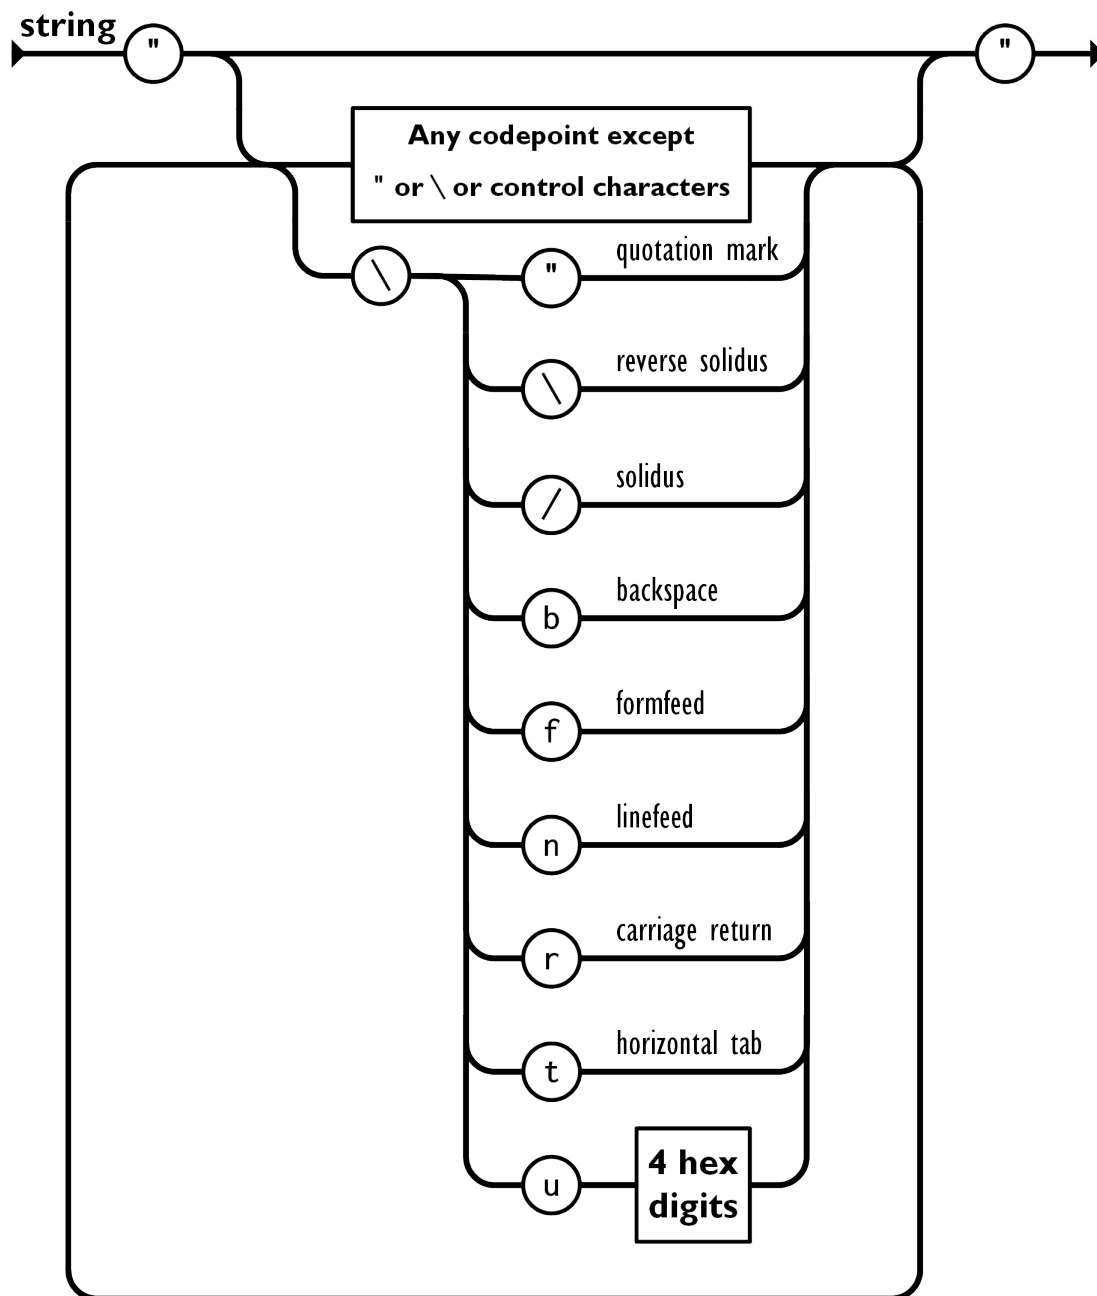 string
" "
Any codepoint except
" or \ or control characters
\ " quotation mark
\ reverse solidus
/ solidus
b backspace
f formfeed
n linefeed
r carriage return
t horizontal tab
u 4 hex
digits